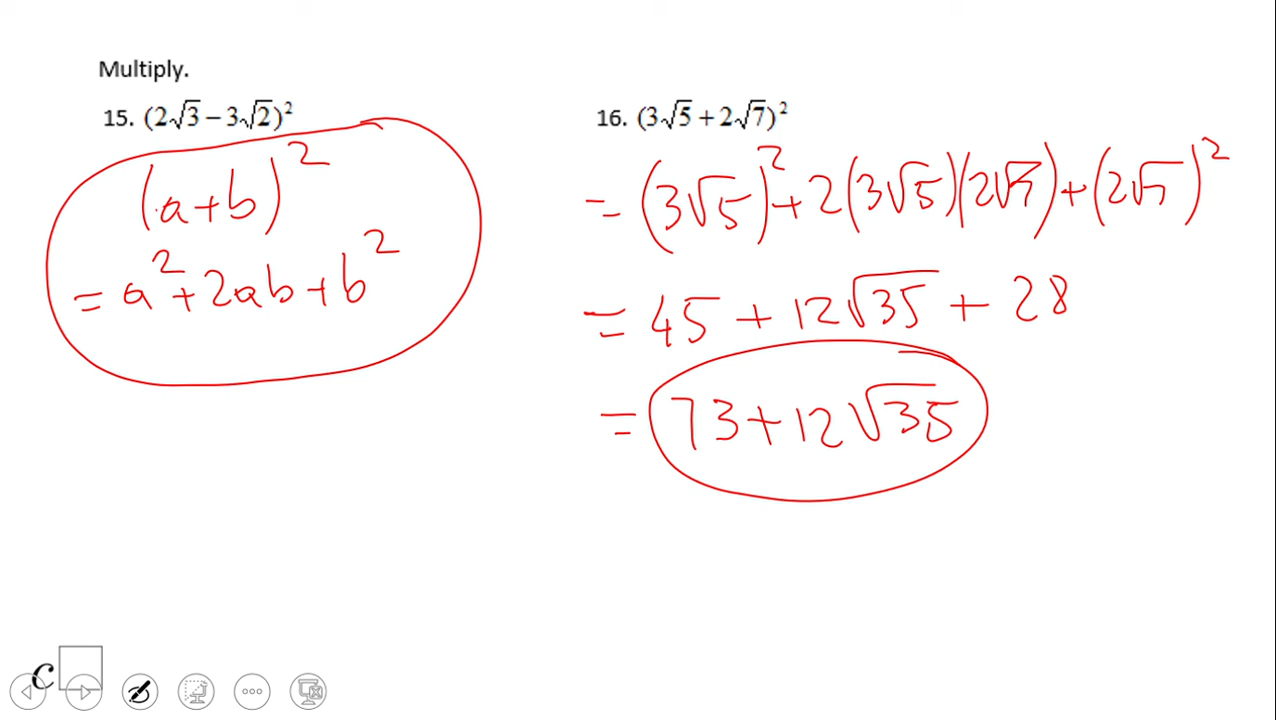 Multiply.
15. (2√3 − 3√2)²
(a+b)²
= a² + 2ab + b²
16. (3√5 + 2√7)²
= (3√5)² + 2(3√5)(2√7) + (2√7)²
= 45 + 12√35 + 28
= 73 + 12√35
c